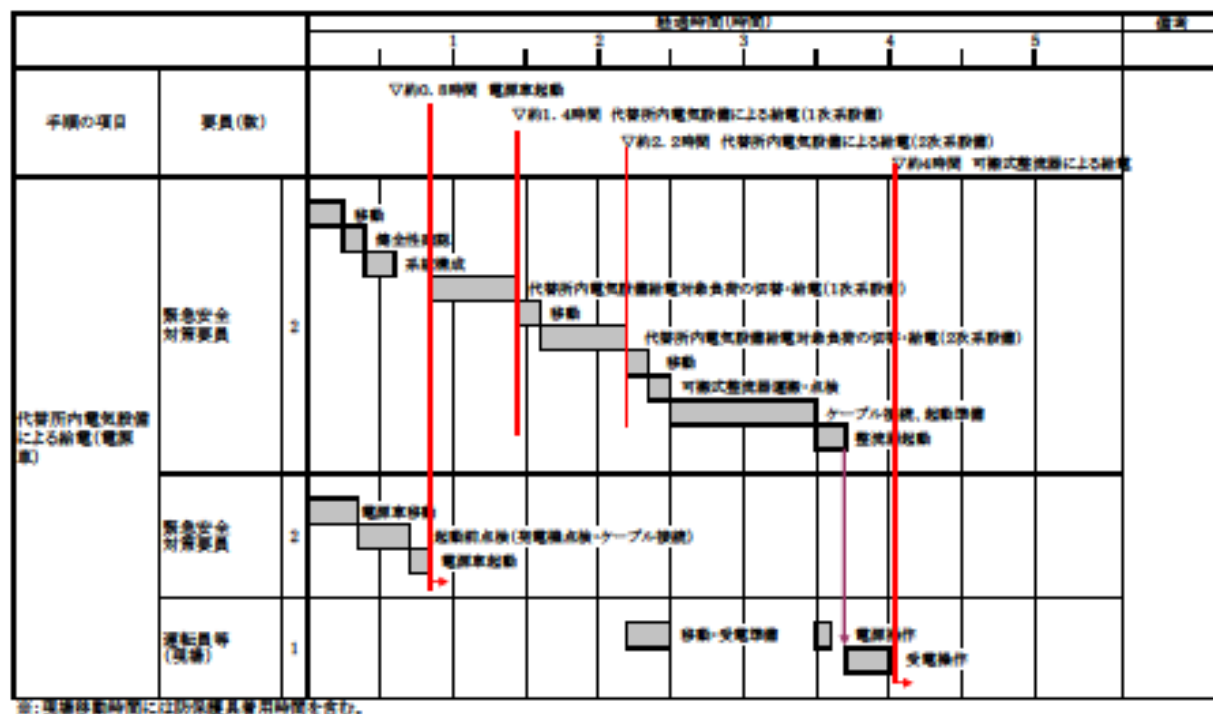 経過時間(時間)
備考
1
2
3
4
5
手順の項目
要員(数)
▽約0.8時間 電源車起動
▽約1.4時間 代替所内電気設備による給電(1次系設備)
▽約2.2時間 代替所内電気設備による給電(2次系設備)
▽約4時間 可搬式整流器による給電
代替所内電気設備
による給電(電源
車)
緊急安全
対策要員
2
移動
健全性確認
系統構成
代替所内電気設備給電対象負荷の切替・給電(1次系設備)
移動
代替所内電気設備給電対象負荷の切替・給電(2次系設備)
移動
可搬式整流器運搬・点検
ケーブル接続、起動準備
整流器起動
緊急安全
対策要員
2
電源車移動
起動前点検(発電機点検・ケーブル接続)
電源車起動
運転員等
(現場)
1
移動・受電準備
電源操作
受電操作
※:現場移動時間には防保護具着用時間を含む。